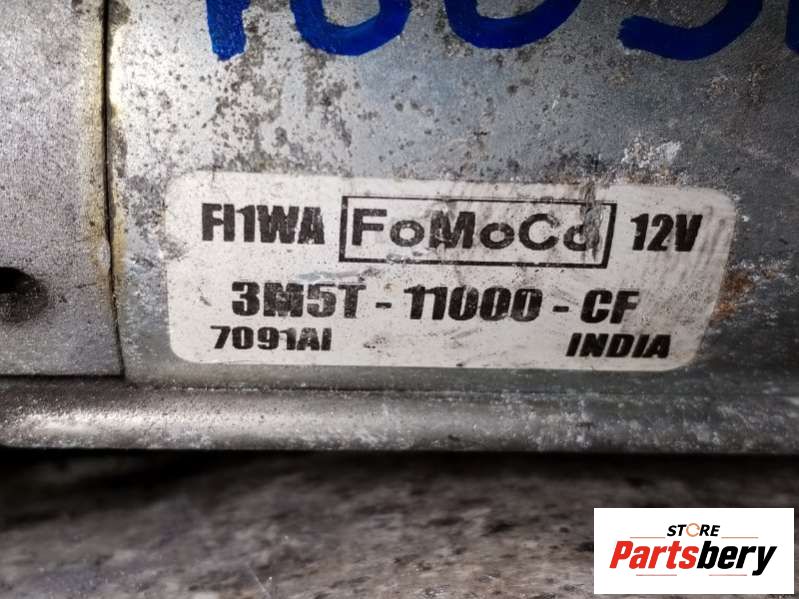 FI1WA FoMoCo 12V
3M5T - 11000 - CF
7091AI INDIA
STORE
Partsbery